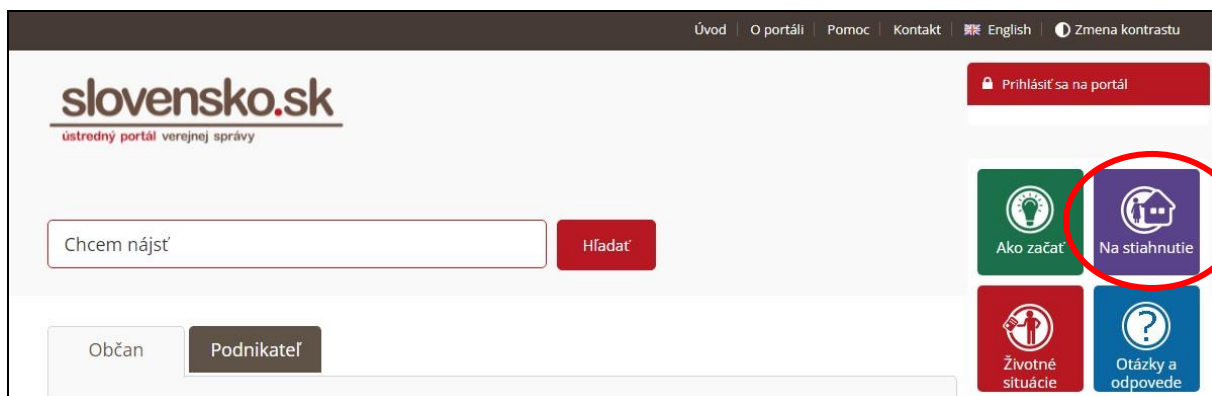 Úvod O portáli Pomoc Kontakt English Zmena kontrastu
Prihlásiť sa na portál
slovensko.sk
ústredný portál verejnej správy
Chcem nájsť
Hľadať
Ako začať
Na stiahnutie
Občan
Podnikateľ
Životné
situácie
Otázky a
odpovede